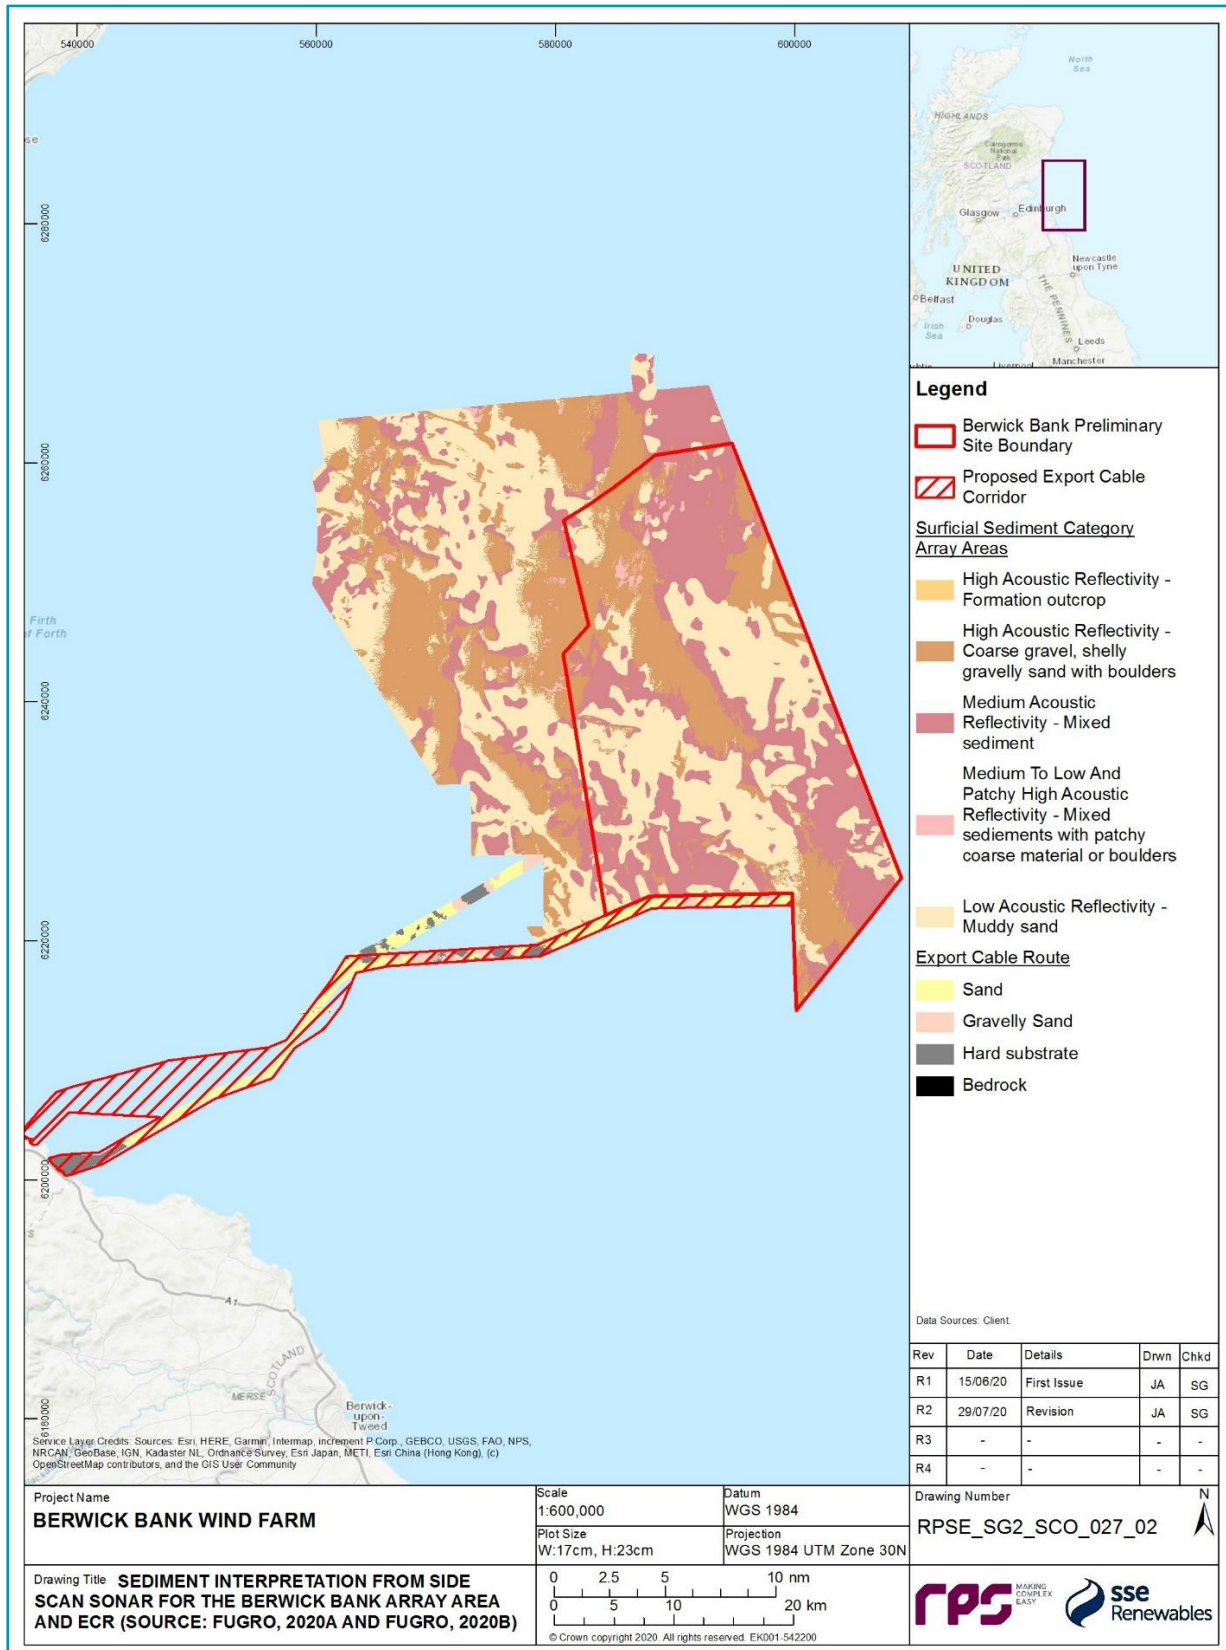 540000
560000
580000
600000
6280000
6260000
6240000
6220000
6200000
6180000
se
Firth
of Forth
A1
SCOTLAND
MERSE
Berwick-
upon-
Tweed
Service Layer Credits: Sources: Esri, HERE, Garmin, Intermap, increment P Corp., GEBCO, USGS, FAO, NPS,
NRCAN, GeoBase, IGN, Kadaster NL, Ordnance Survey, Esri Japan, METI, Esri China (Hong Kong), (c)
OpenStreetMap contributors, and the GIS User Community
North
Sea
HIGHLANDS
Cairngorms
National
Park
SCOTLAND
Glasgow
Edinburgh
UNITED
KINGDOM
Newcastle
upon Tyne
THE PENNINES
Belfast
Douglas
Irish
Sea
Leeds
Manchester
Liverpool
Legend
Berwick Bank Preliminary
Site Boundary
Proposed Export Cable
Corridor
Surficial Sediment Category
Array Areas
High Acoustic Reflectivity -
Formation outcrop
High Acoustic Reflectivity -
Coarse gravel, shelly
gravelly sand with boulders
Medium Acoustic
Reflectivity - Mixed
sediment
Medium To Low And
Patchy High Acoustic
Reflectivity - Mixed
sediements with patchy
coarse material or boulders
Low Acoustic Reflectivity -
Muddy sand
Export Cable Route
Sand
Gravelly Sand
Hard substrate
Bedrock
Data Sources: Client.
Rev Date Details Drwn Chkd
R1 15/06/20 First Issue JA SG
R2 29/07/20 Revision JA SG
R3 - - - -
R4 - - - -
Project Name
BERWICK BANK WIND FARM
Scale
1:600,000
Datum
WGS 1984
Plot Size
W:17cm, H:23cm
Projection
WGS 1984 UTM Zone 30N
Drawing Number
RPSE_SG2_SCO_027_02
N
Drawing Title SEDIMENT INTERPRETATION FROM SIDE
SCAN SONAR FOR THE BERWICK BANK ARRAY AREA
AND ECR (SOURCE: FUGRO, 2020A AND FUGRO, 2020B)
0 2.5 5 10 nm
0 5 10 20 km
© Crown copyright 2020. All rights reserved. EK001-542200
rps
MAKING
COMPLEX
EASY
sse
Renewables